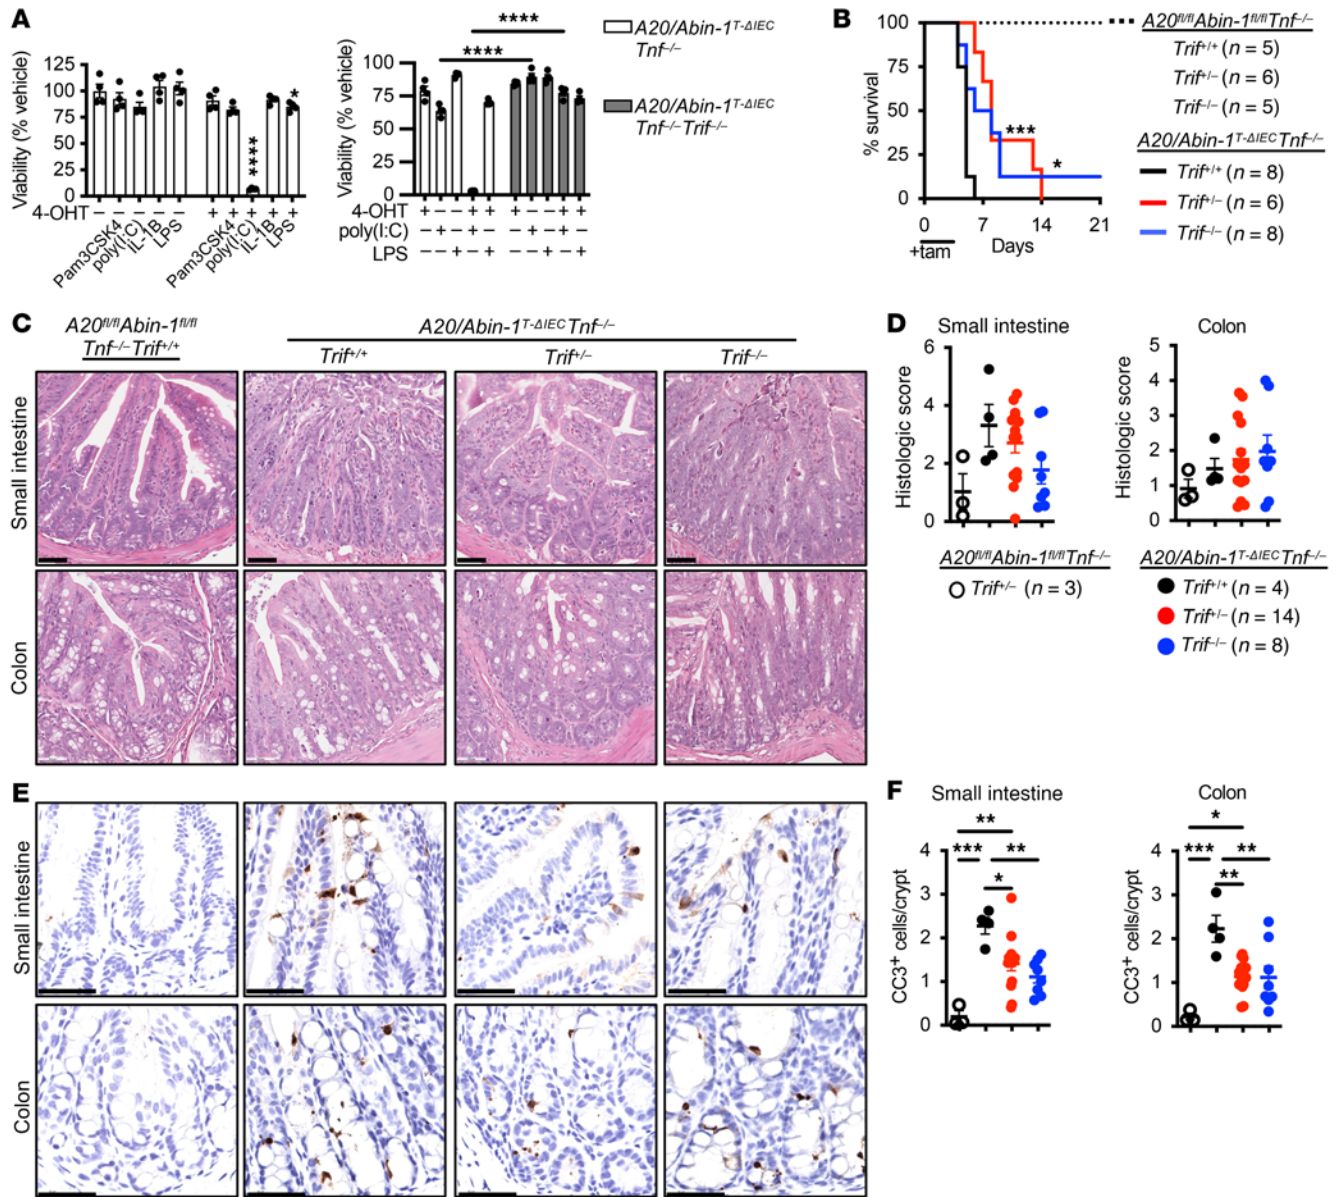 A
Viability (% vehicle)
125
100
75
50
25
0
*
****
4-OHT
– – – – – + + + + +
Pam3CSK4
poly(I:C)
IL-1B
LPS
Pam3CSK4
poly(I:C)
IL-1B
LPS
****
****
Viability (% vehicle)
100
75
50
0
4-OHT
poly(I:C)
LPS
A20/Abin-1T-ΔIEC
Tnf–/–
A20/Abin-1T-ΔIEC
Tnf–/–Trif–/–
B
% survival
100
75
50
25
0
***
*
0 7 14 21
+tam
Days
A20fl/flAbin-1fl/flTnf–/–
Trif+/+ (n = 5)
Trif+/– (n = 6)
Trif–/– (n = 5)
A20/Abin-1T-ΔIECTnf–/–
Trif+/+ (n = 8)
Trif+/– (n = 6)
Trif–/– (n = 8)
C
A20fl/flAbin-1fl/fl
Tnf–/–Trif+/+
A20/Abin-1T-ΔIECTnf–/–
Trif+/+
Trif+/–
Trif–/–
Small intestine
Colon
D
Small intestine
Histologic score
6
4
2
0
Colon
Histologic score
5
4
3
2
1
0
A20fl/flAbin-1fl/flTnf–/–
Trif+/– (n = 3)
A20/Abin-1T-ΔIECTnf–/–
Trif+/+ (n = 4)
Trif+/– (n = 14)
Trif–/– (n = 8)
E
Small intestine
Colon
F
Small intestine
CC3+ cells/crypt
4
3
2
1
0
**
*** **
*
Colon
CC3+ cells/crypt
4
3
2
1
0
*
*** **
**